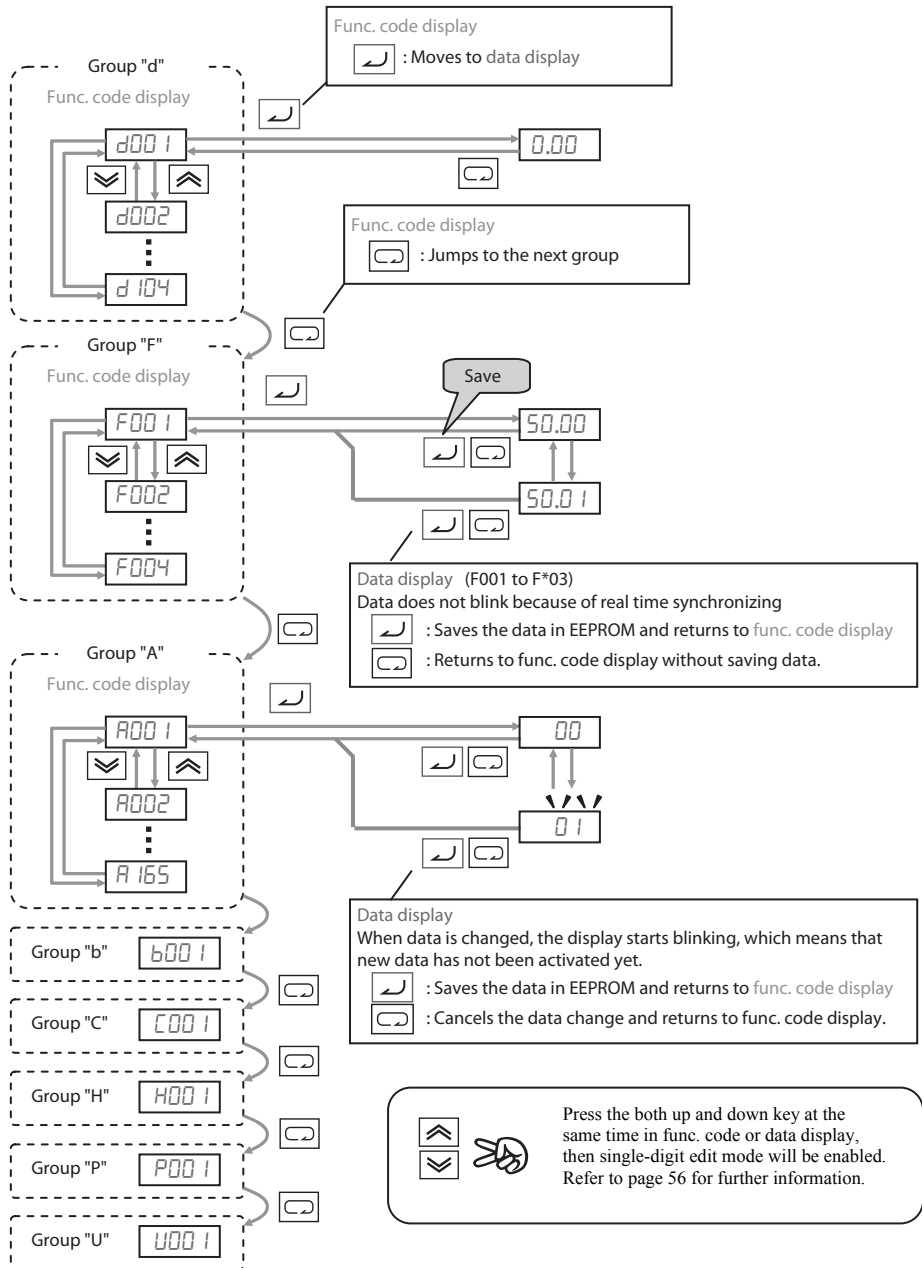 Func. code display
: Moves to data display
Group "d"
Func. code display
d001
0.00
d002
d104
Func. code display
: Jumps to the next group
Group "F"
Func. code display
Save
F001
50.00
F002
50.01
F004
Data display (F001 to F*03)
Data does not blink because of real time synchronizing
: Saves the data in EEPROM and returns to func. code display
: Returns to func. code display without saving data.
Group "A"
Func. code display
A001
00
A002
01
A165
Data display
When data is changed, the display starts blinking, which means that
new data has not been activated yet.
: Saves the data in EEPROM and returns to func. code display
: Cancels the data change and returns to func. code display.
Group "b" b001
Group "C" C001
Group "H" H001
Group "P" P001
Group "U" U001
Press the both up and down key at the
same time in func. code or data display,
then single-digit edit mode will be enabled.
Refer to page 56 for further information.